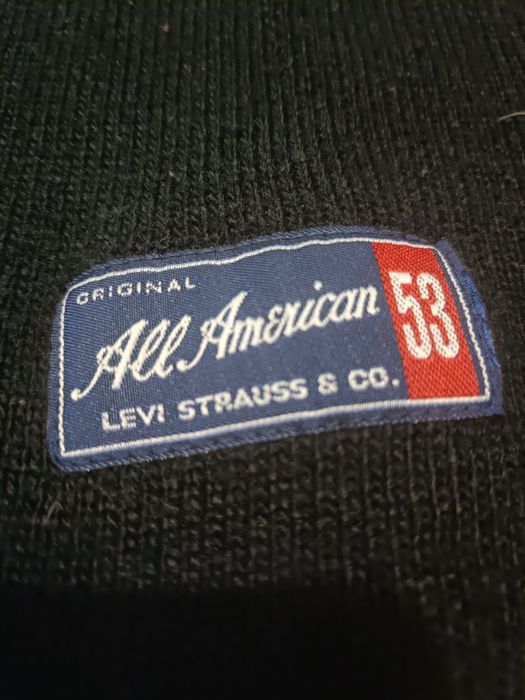 ORIGINAL
All American
53
LEVI STRAUSS & CO.